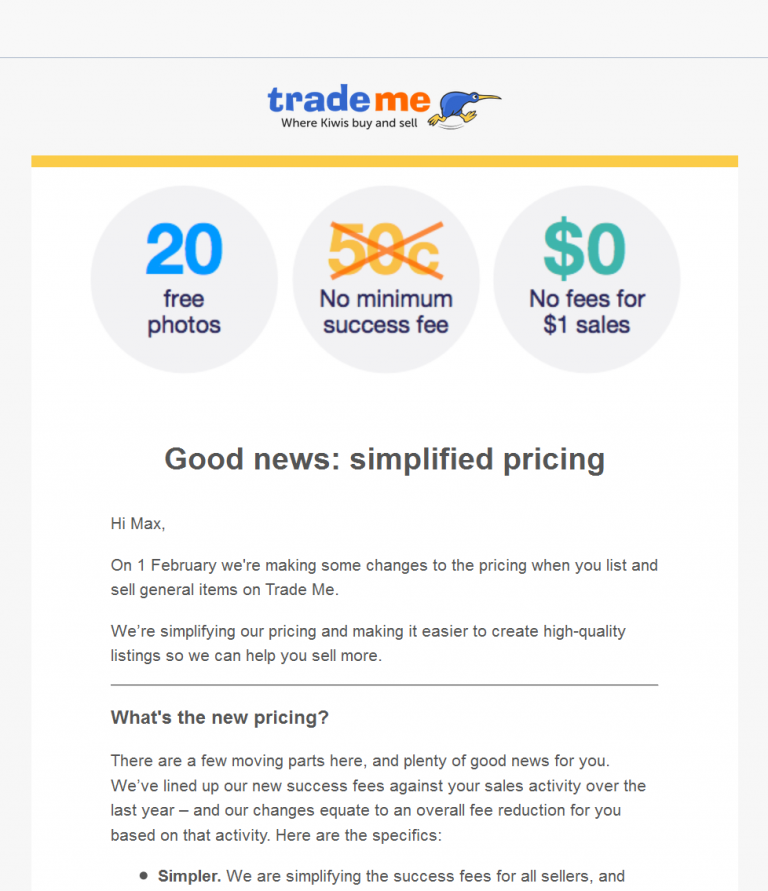 trade me
Where Kiwis buy and sell
20
free
photos
50c
No minimum
success fee
$0
No fees for
$1 sales
Good news: simplified pricing
Hi Max,
On 1 February we're making some changes to the pricing when you list and
sell general items on Trade Me.
We’re simplifying our pricing and making it easier to create high-quality
listings so we can help you sell more.
What's the new pricing?
There are a few moving parts here, and plenty of good news for you.
We’ve lined up our new success fees against your sales activity over the
last year – and our changes equate to an overall fee reduction for you
based on that activity. Here are the specifics:
● Simpler. We are simplifying the success fees for all sellers, and